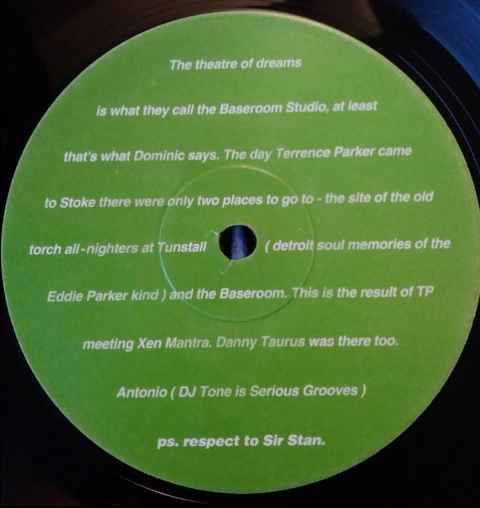 The theatre of dreams
is what they call the Baseroom Studio, at least
that's what Dominic says. The day Terrence Parker came
to Stoke there were only two places to go to - the site of the old
torch all-nighters at Tunstall ( detroit soul memories of the
Eddie Parker kind ) and the Baseroom. This is the result of TP
meeting Xen Mantra. Danny Taurus was there too.
Antonio ( DJ Tone is Serious Grooves )
ps. respect to Sir Stan.